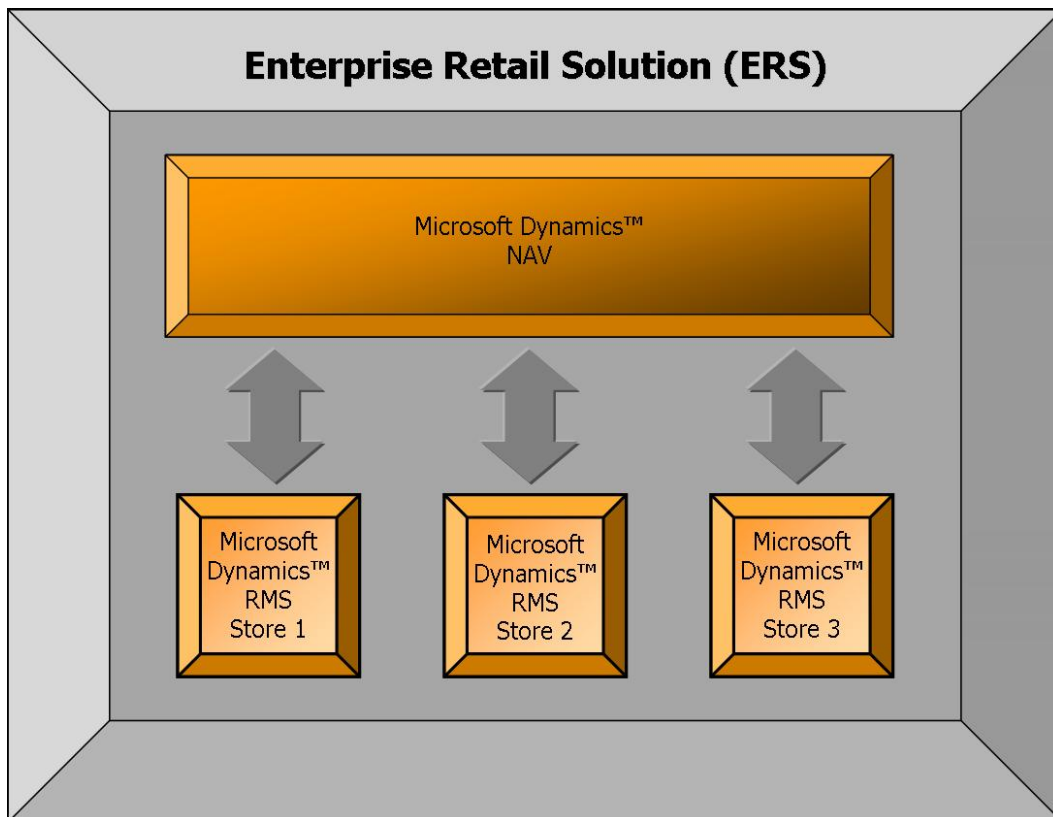 Enterprise Retail Solution (ERS)
Microsoft Dynamics™
NAV
Microsoft
Dynamics™
RMS
Store 1
Microsoft
Dynamics™
RMS
Store 2
Microsoft
Dynamics™
RMS
Store 3